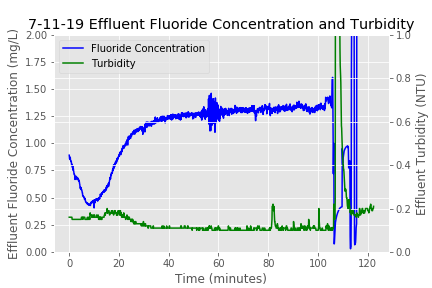 7-11-19 Effluent Fluoride Concentration and Turbidity
Effluent Fluoride Concentration (mg/L)
2.00
1.75
1.50
1.25
1.00
0.75
0.50
0.25
0.00
Fluoride Concentration
Turbidity
1.0
0.8
0.6
0.4
0.2
0.0
Effluent Turbidity (NTU)
0 20 40 60 80 100 120
Time (minutes)